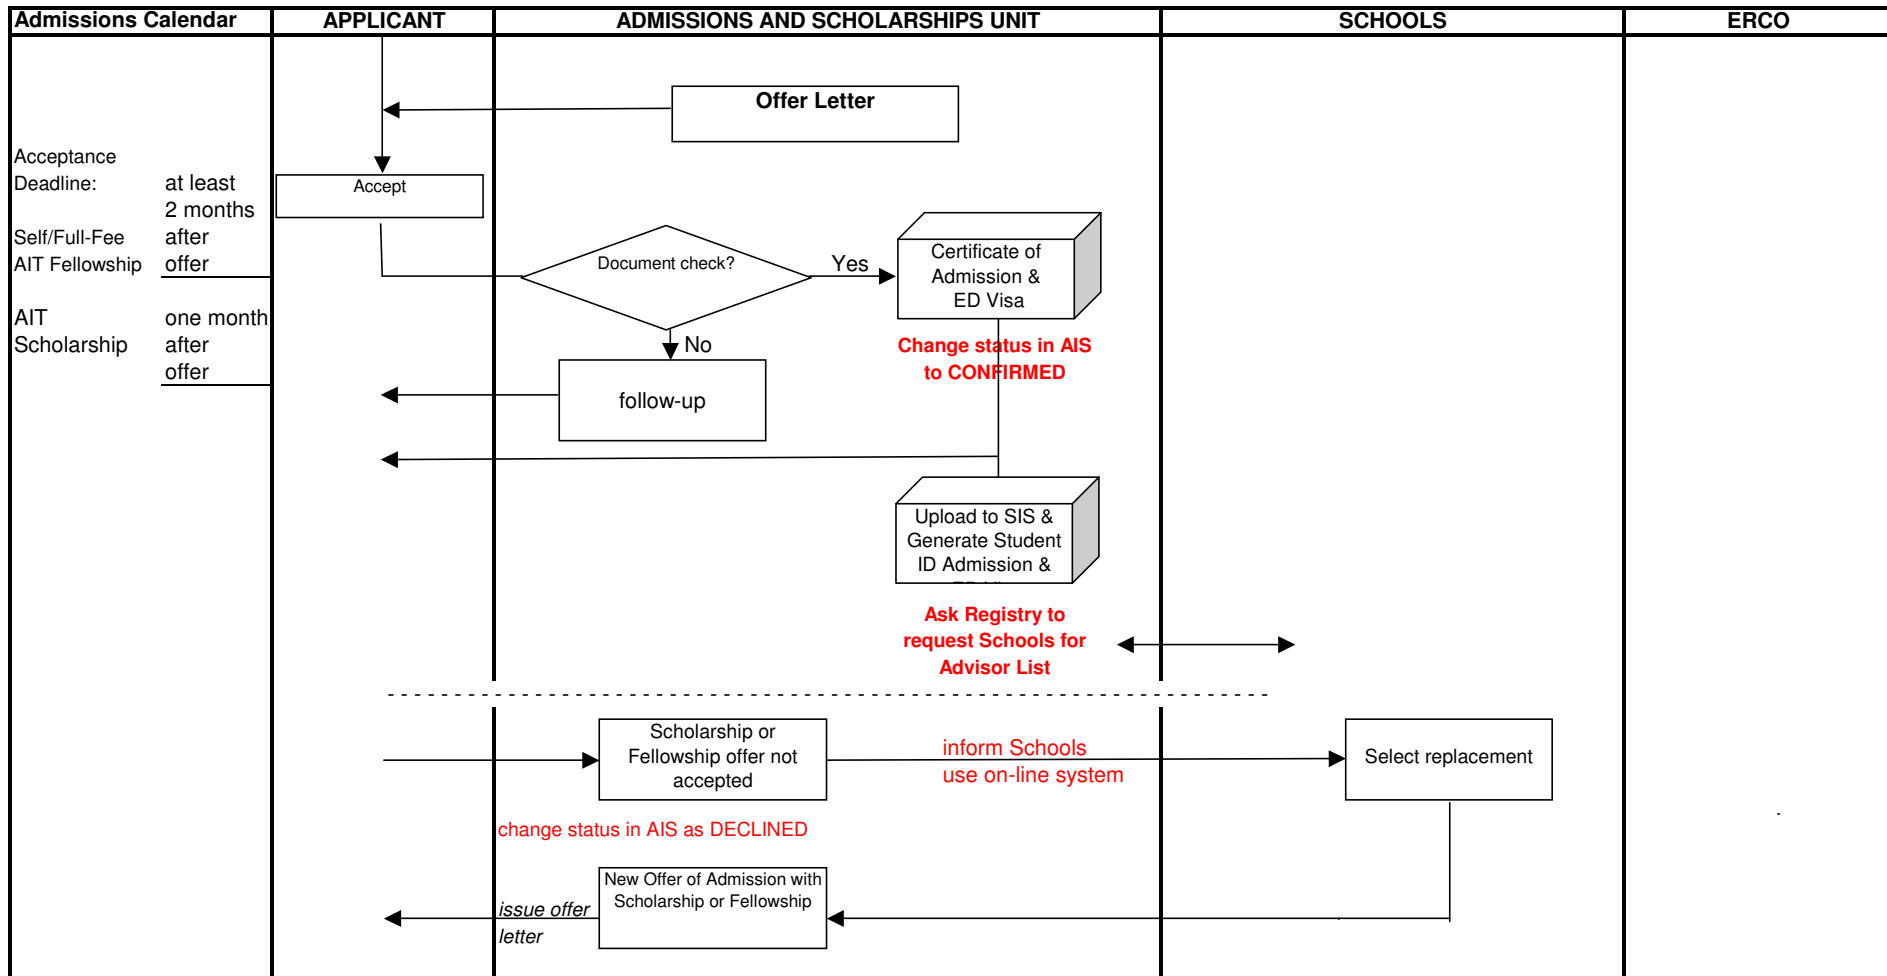 Admissions Calendar
APPLICANT
ADMISSIONS AND SCHOLARSHIPS UNIT
SCHOOLS
ERCO
Offer Letter
Acceptance
Deadline:
at least
2 months
Self/Full-Fee
after
AIT Fellowship
offer
AIT
one month
Scholarship
after
offer
Accept
Document check?
Yes
No
Certificate of
Admission &
ED Visa
Change status in AIS
to CONFIRMED
follow-up
Upload to SIS &
Generate Student
ID Admission &
Ask Registry to
request Schools for
Advisor List
Scholarship or
Fellowship offer not
accepted
inform Schools
use on-line system
Select replacement
change status in AIS as DECLINED
New Offer of Admission with
Scholarship or Fellowship
issue offer
letter